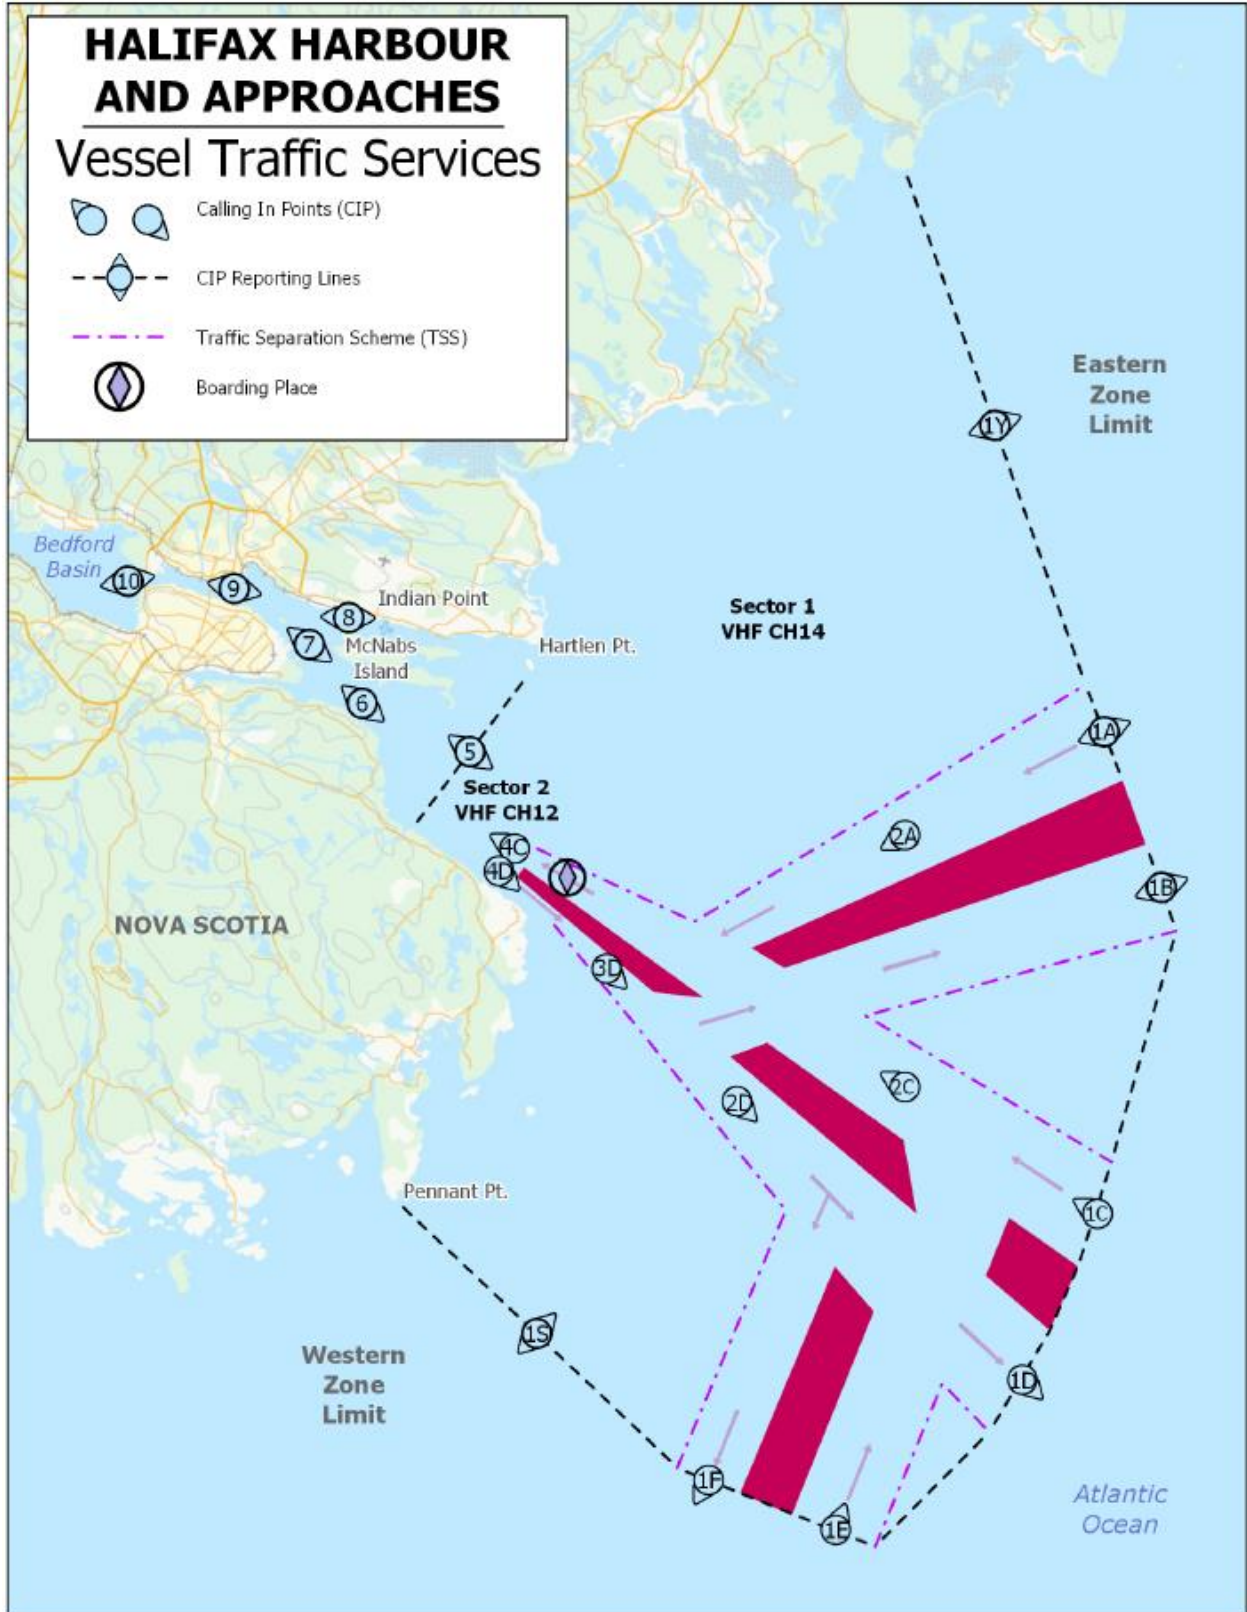 HALIFAX HARBOUR
AND APPROACHES
Vessel Traffic Services
Calling In Points (CIP)
CIP Reporting Lines
Traffic Separation Scheme (TSS)
Boarding Place
Eastern
Zone
Limit
1Y
Bedford
Basin
10
9
8
Indian Point
7
McNabs
Island
Hartlen Pt.
Sector 1
VHF CH14
6
5
1A
Sector 2
VHF CH12
2A
4C
4D
1B
NOVA SCOTIA
3D
2C
2D
Pennant Pt.
1C
1S
Western
Zone
Limit
1D
1F
1E
Atlantic
Ocean